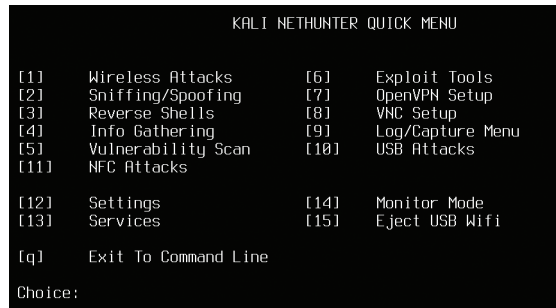 KALI NETHUNTER QUICK MENU
[1] Wireless Attacks [6] Exploit Tools
[2] Sniffing/Spoofing [7] OpenVPN Setup
[3] Reverse Shells [8] VNC Setup
[4] Info Gathering [9] Log/Capture Menu
[5] Vulnerability Scan [10] USB Attacks
[11] NFC Attacks
[12] Settings [14] Monitor Mode
[13] Services [15] Eject USB Wifi
[q] Exit To Command Line
Choice: